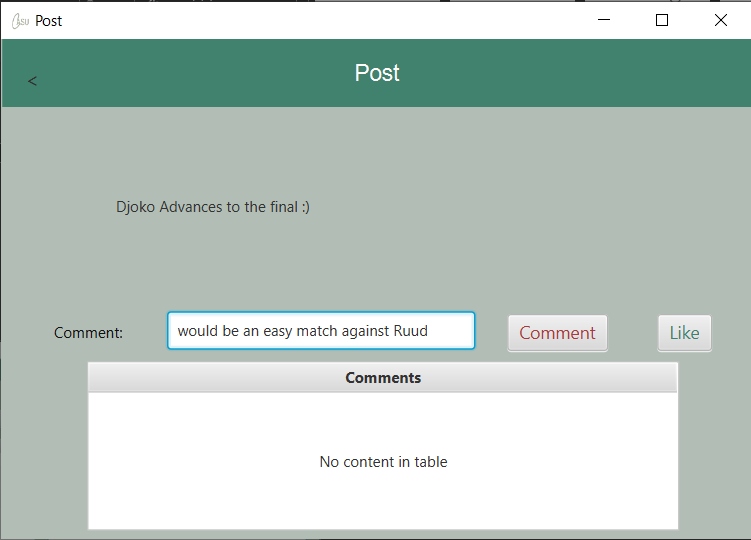 Post
<
Post
Djoko Advances to the final :)
Comment: would be an easy match against Ruud Comment Like
Comments
No content in table